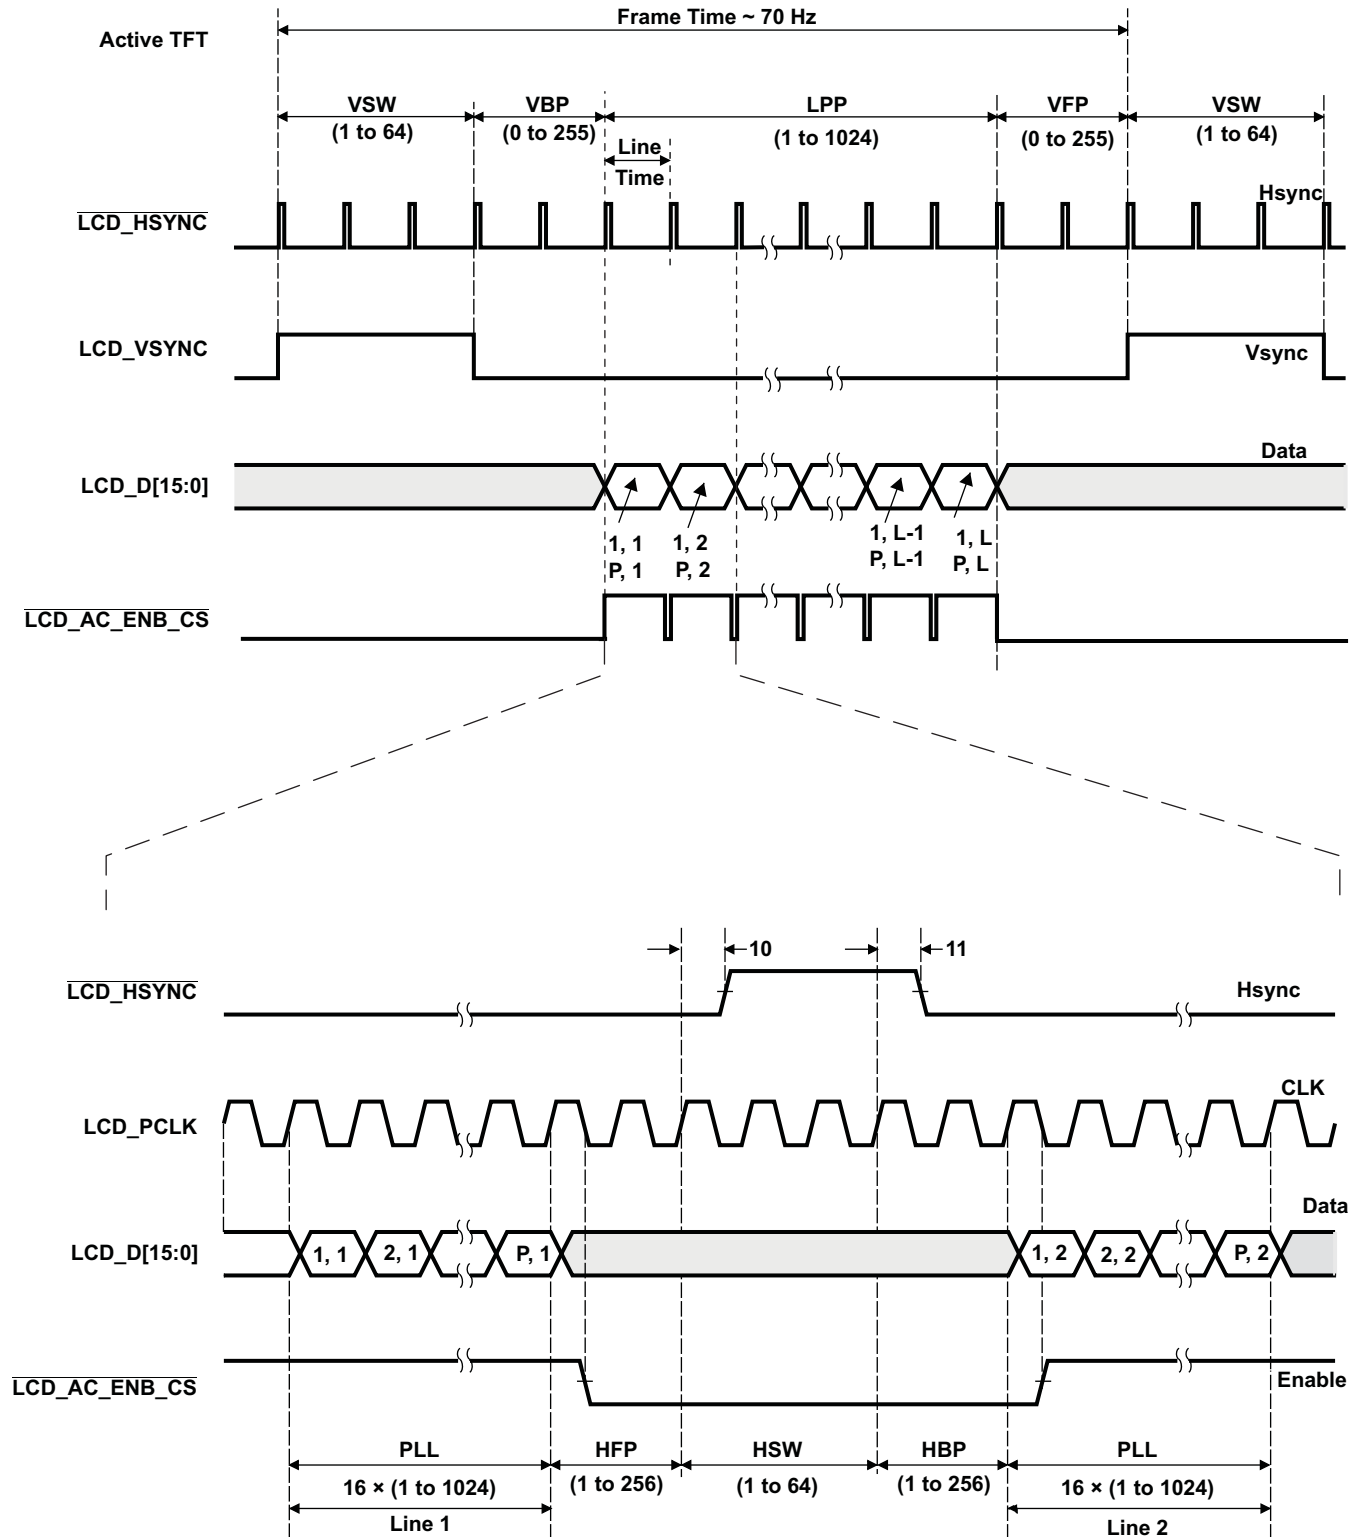 Frame Time ~ 70 Hz
Active TFT
VSW
(1 to 64)
VBP
(0 to 255)
LPP
(1 to 1024)
VFP
(0 to 255)
VSW
(1 to 64)
Line
Time
LCD_HSYNC
Hsync
LCD_VSYNC
Vsync
LCD_D[15:0]
Data
1, 1
P, 1
1, 2
P, 2
1, L-1
P, L-1
1, L
P, L
LCD_AC_ENB_CS
10
11
LCD_HSYNC
Hsync
LCD_PCLK
CLK
LCD_D[15:0]
Data
1, 1
2, 1
P, 1
1, 2
2, 2
P, 2
LCD_AC_ENB_CS
Enable
PLL
16 × (1 to 1024)
Line 1
HFP
(1 to 256)
HSW
(1 to 64)
HBP
(1 to 256)
PLL
16 × (1 to 1024)
Line 2